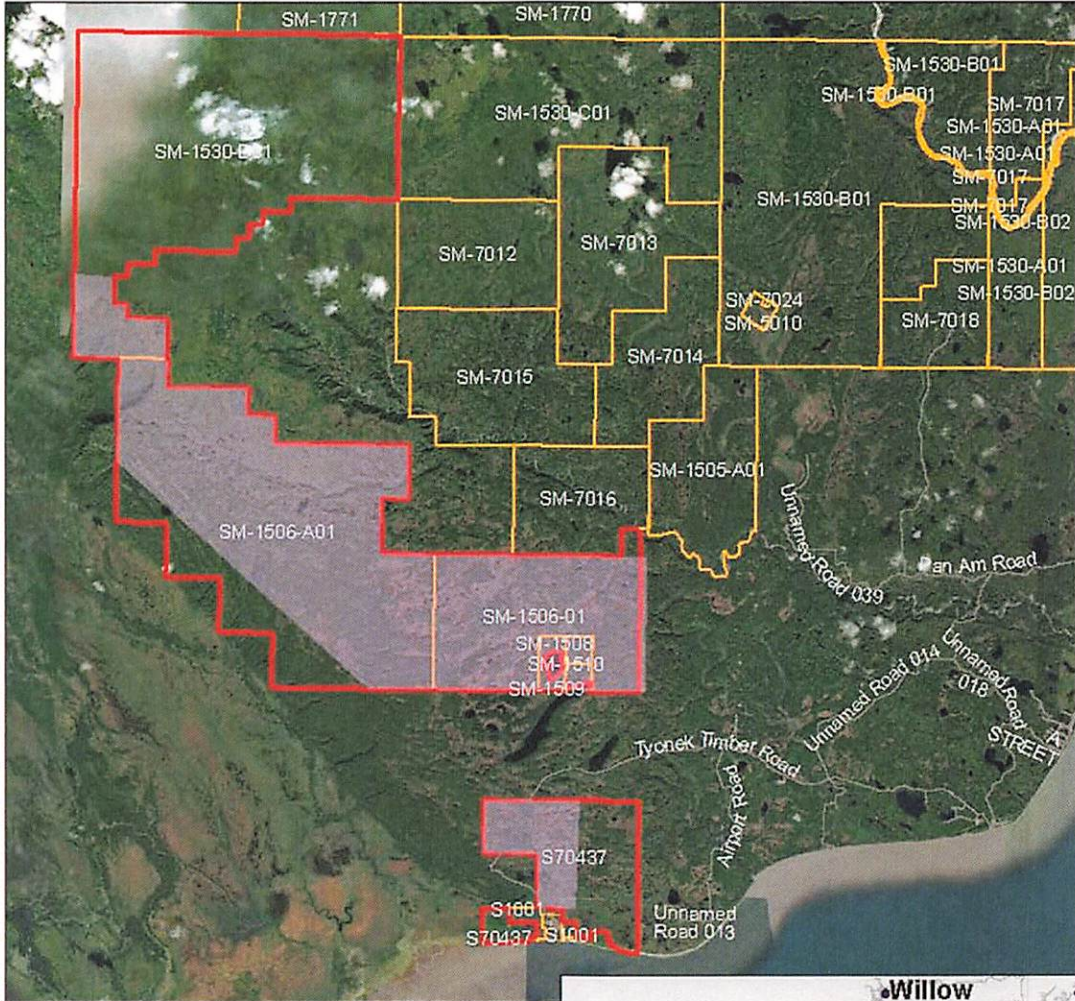 SM-1771
SM-1770
SM-1530-B01
SM-1530-B01
SM-1530-C01
SM-7017
SM-1530-A01
SM-1530-A01
SM-7017
SM-1530-B01
SM-7017
SM-1530-B02
SM-7012
SM-7013
SM-1530-A01
SM-1530-B02
SM-7024
SM-5010
SM-7018
SM-7014
SM-7015
SM-1505-A01
SM-7016
SM-1506-A01
Unnamed Road 039
Pan Am Road
SM-1506-01
SM-1508
SM-1510
SM-1509
Unnamed Road 014
Unnamed Road 018
A STREET
Tyonek Timber Road
Airport Road
S70437
S1001
S70437
S1001
Unnamed
Road 013
Willow